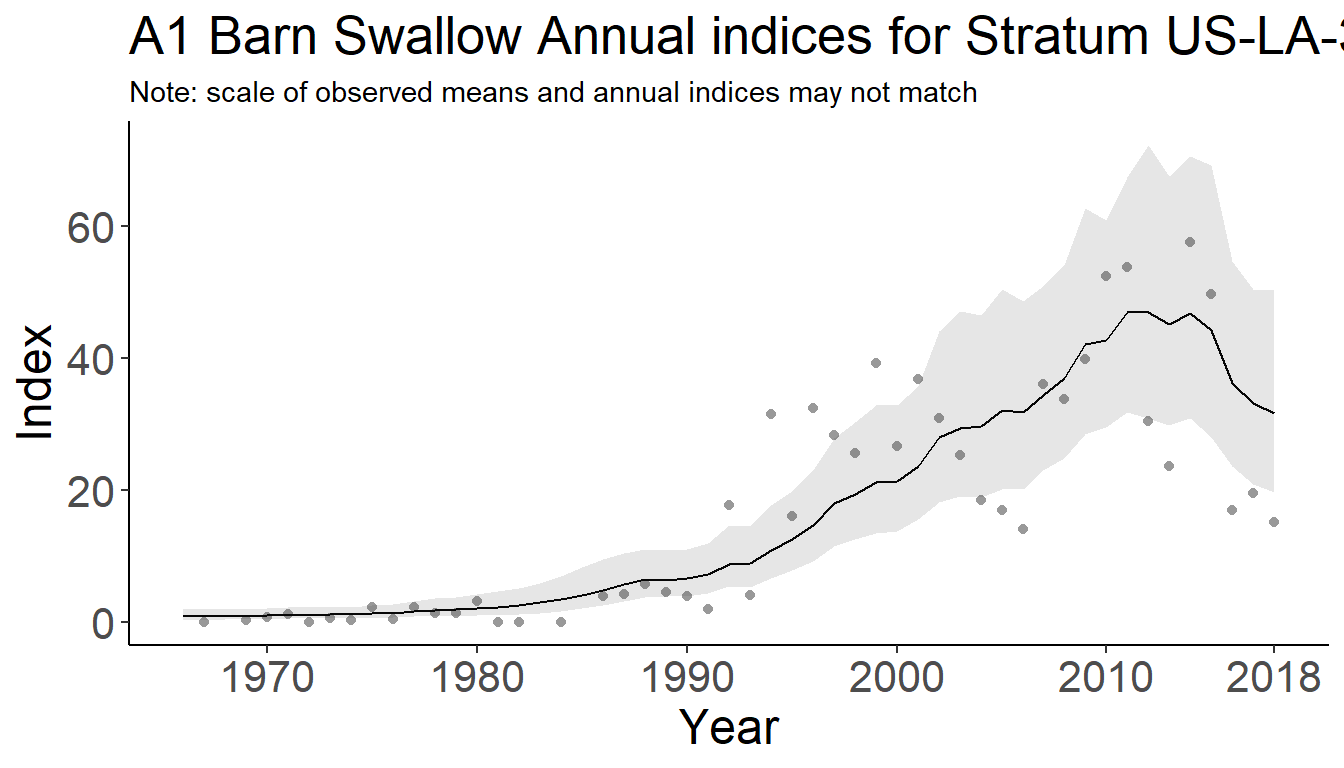 A1 Barn Swallow Annual indices for Stratum US-LA-
Note: scale of observed means and annual indices may not match
Index
60
40
20
0
1970 1980 1990 2000 2010 2018
Year